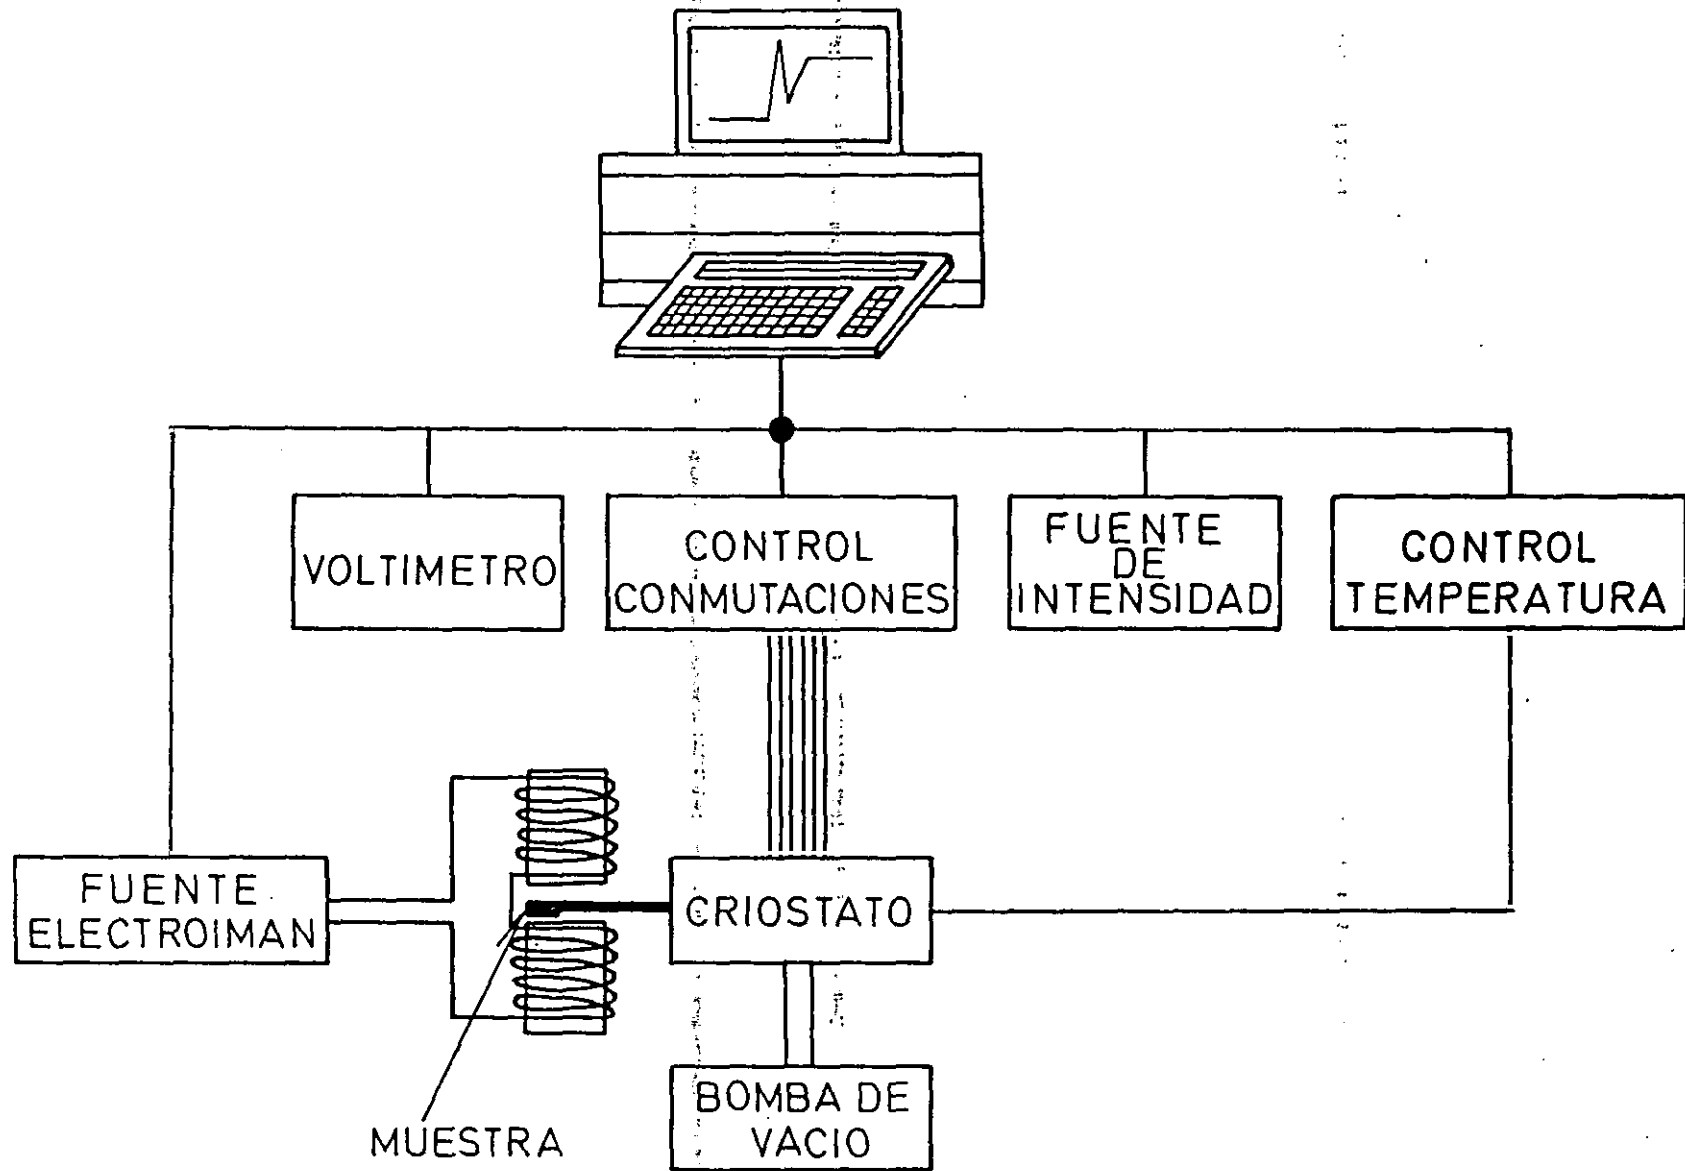 VOLTIMETRO
CONTROL
CONMUTACIONES
FUENTE
DE
INTENSIDAD
CONTROL
TEMPERATURA
FUENTE
ELECTROIMAN
CRIOSTATO
BOMBA DE
VACIO
MUESTRA